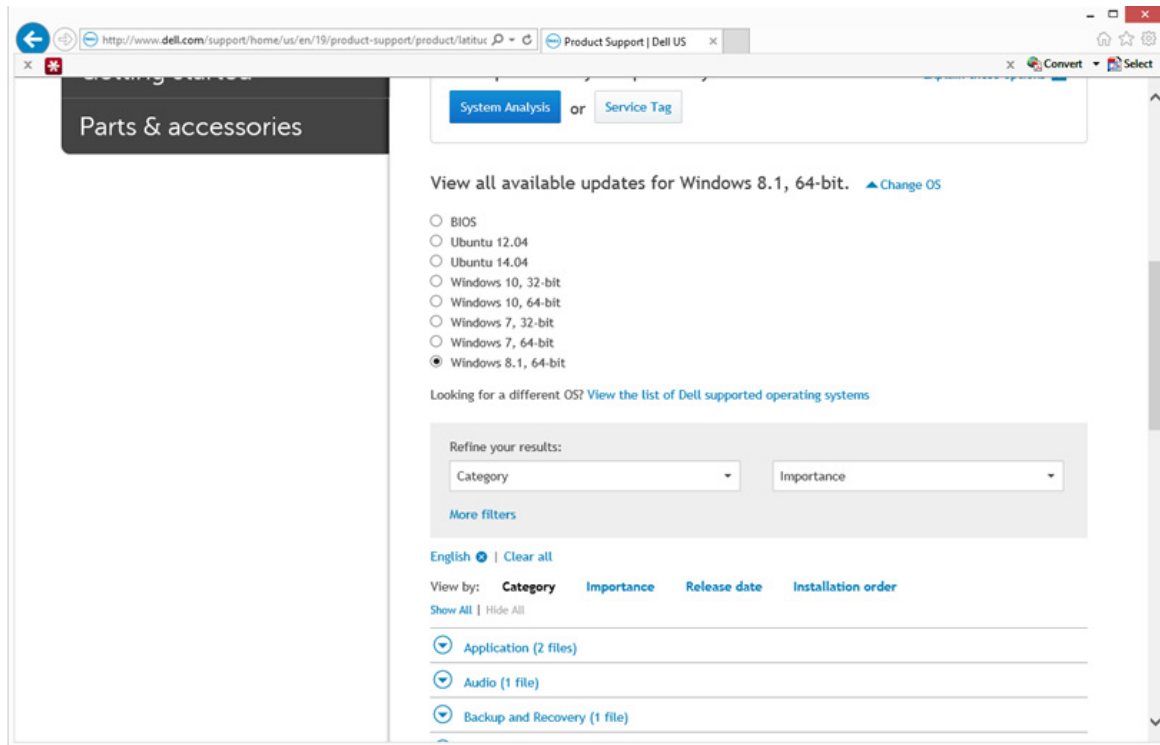 http://www.dell.com/support/home/us/en/19/product-support/product/latituc
Product Support | Dell US
Convert
Select
Getting started
System Analysis or Service Tag
Parts & accessories
View all available updates for Windows 8.1, 64-bit. Change OS
BIOS
Ubuntu 12.04
Ubuntu 14.04
Windows 10, 32-bit
Windows 10, 64-bit
Windows 7, 32-bit
Windows 7, 64-bit
Windows 8.1, 64-bit
Looking for a different OS? View the list of Dell supported operating systems
Refine your results:
Category
Importance
More filters
English | Clear all
View by: Category Importance Release date Installation order
Show All | Hide All
Application (2 files)
Audio (1 file)
Backup and Recovery (1 file)